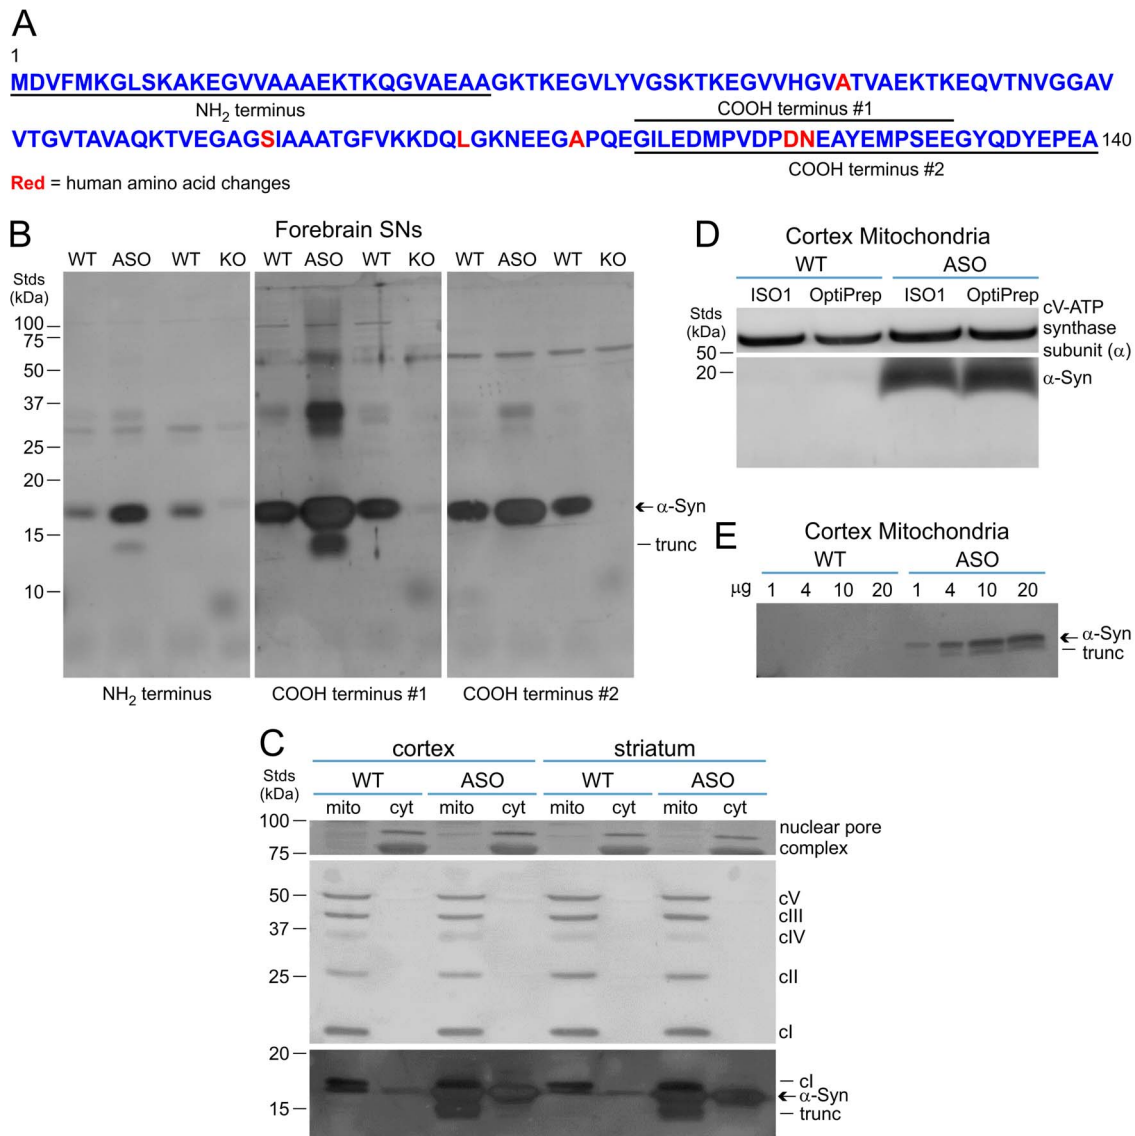 A
1
MDVFMKGLSKAKEGVVAAAEKTKQGVAEAAGKTKEGVLYVGSKTKEGVVHGVATVAEKTKEQVTNVGGAV
NH2 terminus COOH terminus #1
VTGVTAVAQKTVEGAGSIAAATGFVKKDQLGKNEEGAPQEGILEDMPVDPDNEAYEMPSEEGYQDYEPEA 140
COOH terminus #2
Red = human amino acid changes
B
Forebrain SNs
WT ASO WT KO WT ASO WT KO WT ASO WT KO
Stds
(kDa)
100
75
50
37
25
20
15
10
α-Syn
trunc
NH2 terminus COOH terminus #1 COOH terminus #2
D
Cortex Mitochondria
WT ASO
ISO1 OptiPrep ISO1 OptiPrep
Stds
(kDa)
50
20
cV-ATP
synthase
subunit (α)
α-Syn
E
Cortex Mitochondria
WT ASO
μg 1 4 10 20 1 4 10 20
α-Syn
trunc
C
cortex striatum
Stds
(kDa)
WT ASO WT ASO
mito cyt mito cyt mito cyt mito cyt
100
75
nuclear pore
complex
50
37
25
cV
cIII
cIV
cII
cI
20
15
cI
α-Syn
trunc